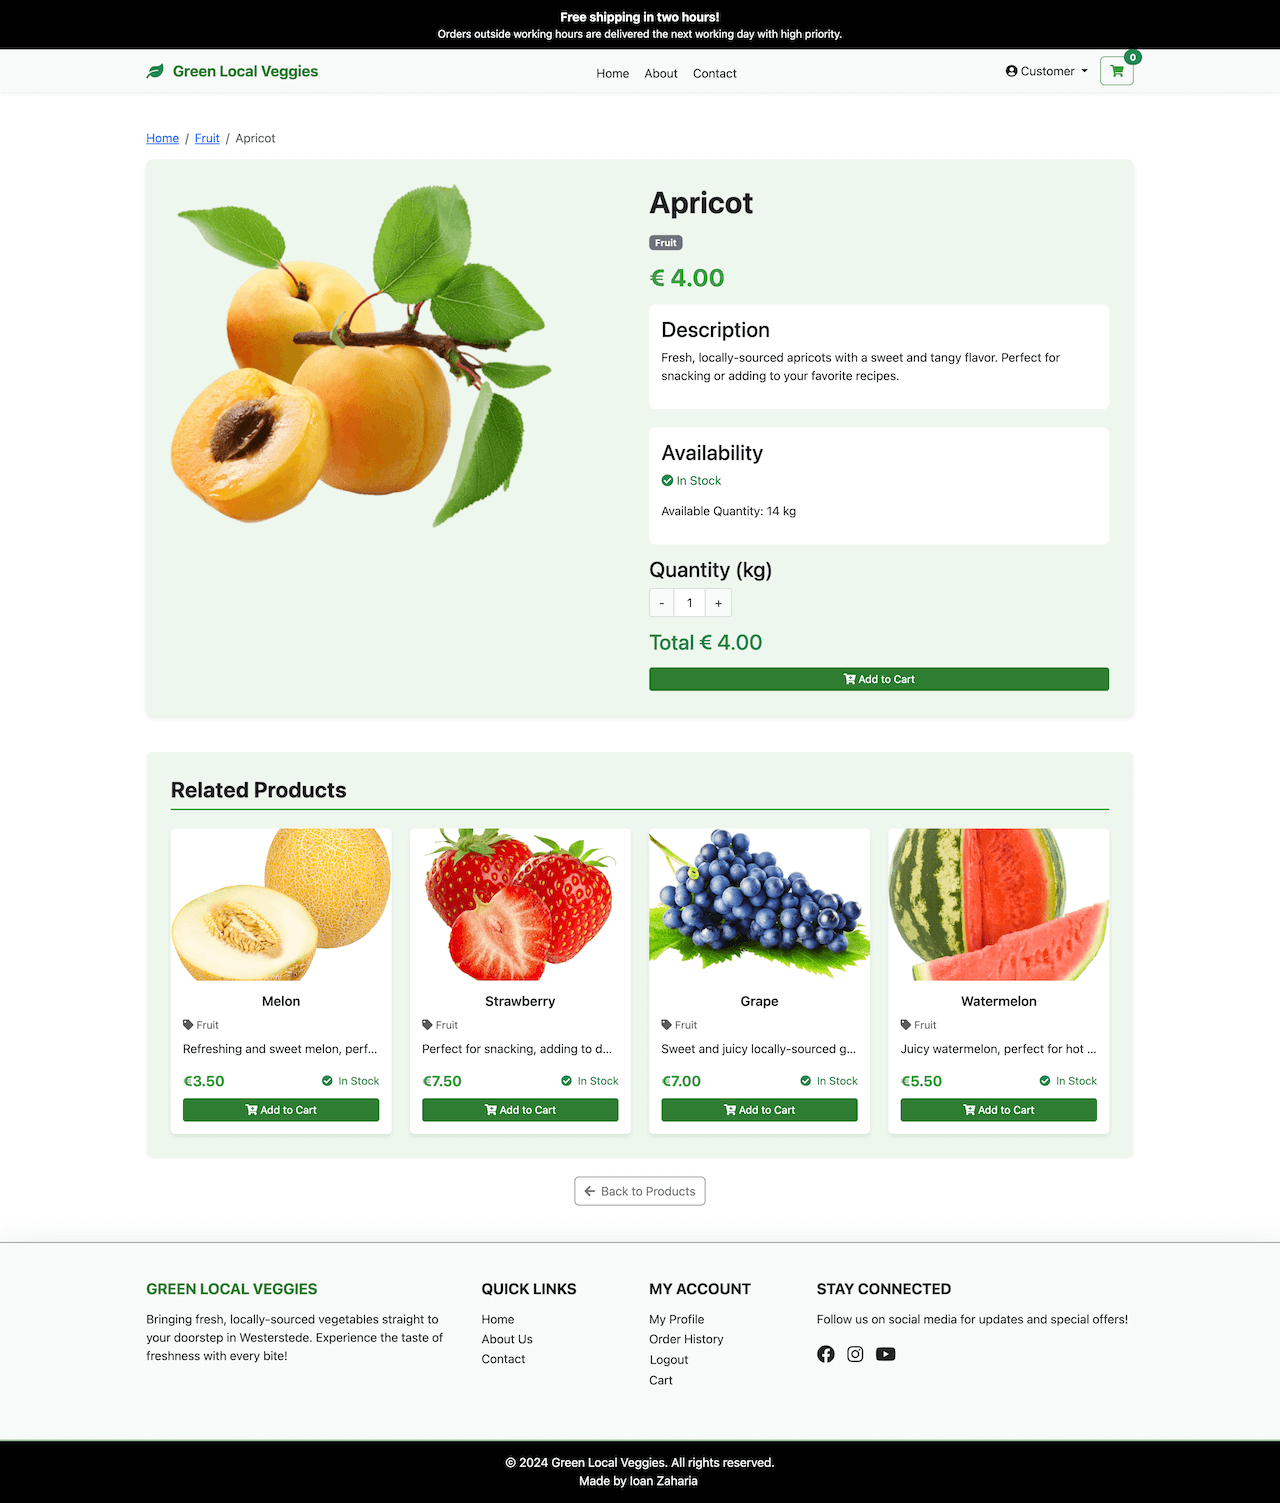 Free shipping in two hours!
Orders outside working hours are delivered the next working day with high priority.
Green Local Veggies
Home
About
Contact
Customer
0
Home / Fruit / Apricot
Apricot
Fruit
€ 4.00
Description
Fresh, locally-sourced apricots with a sweet and tangy flavor. Perfect for
snacking or adding to your favorite recipes.
Availability
In Stock
Available Quantity: 14 kg
Quantity (kg)
- 1 +
Total € 4.00
Add to Cart
Related Products
Melon
Fruit
Refreshing and sweet melon, perf...
€3.50
In Stock
Add to Cart
Strawberry
Fruit
Perfect for snacking, adding to d...
€7.50
In Stock
Add to Cart
Grape
Fruit
Sweet and juicy locally-sourced g...
€7.00
In Stock
Add to Cart
Watermelon
Fruit
Juicy watermelon, perfect for hot ...
€5.50
In Stock
Add to Cart
Back to Products
GREEN LOCAL VEGGIES
Bringing fresh, locally-sourced vegetables straight to
your doorstep in Westerstede. Experience the taste of
freshness with every bite!
QUICK LINKS
Home
About Us
Contact
MY ACCOUNT
My Profile
Order History
Logout
Cart
STAY CONNECTED
Follow us on social media for updates and special offers!
© 2024 Green Local Veggies. All rights reserved.
Made by Ioan Zaharia